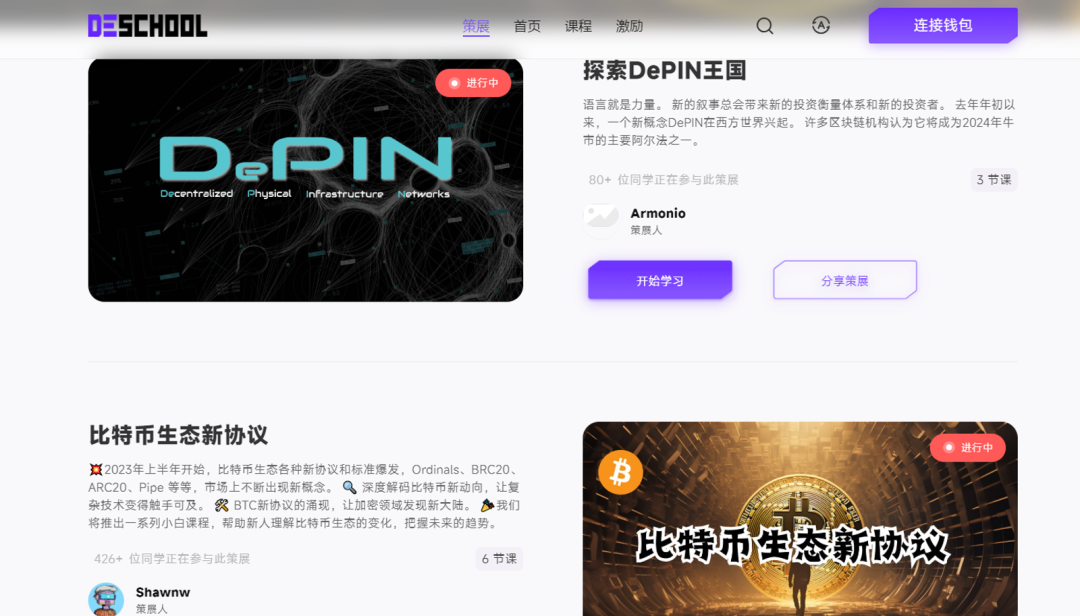 DESCHOOL
策展 首页 课程 激励
连接钱包
进行中
DePIN
Decentralized Physical Infrastructure Networks
探索DePIN王国
语言就是力量。 新的叙事总会带来新的投资衡量体系和新的投资者。 去年年初以
来，一个新概念DePIN在西方世界兴起。 许多区块链机构认为它将成为2024年牛
市的主要阿尔法之一。
80+ 位同学正在参与此策展
3 节课
Armonio
策展人
开始学习
分享策展
比特币生态新协议
💥2023年上半年开始，比特币生态各种新协议和标准爆发，Ordinals、BRC20、
ARC20、Pipe 等等，市场上不断出现新概念。 🔍 深度解码比特币新动向，让复
杂技术变得触手可及。 🛠 BTC新协议的涌现，让加密领域发现新大陆。 🎉我们
将推出一系列小白课程，帮助新人理解比特币生态的变化，把握未来的趋势。
426+ 位同学正在参与此策展
6 节课
Shawnw
策展人
进行中
比特币生态新协议